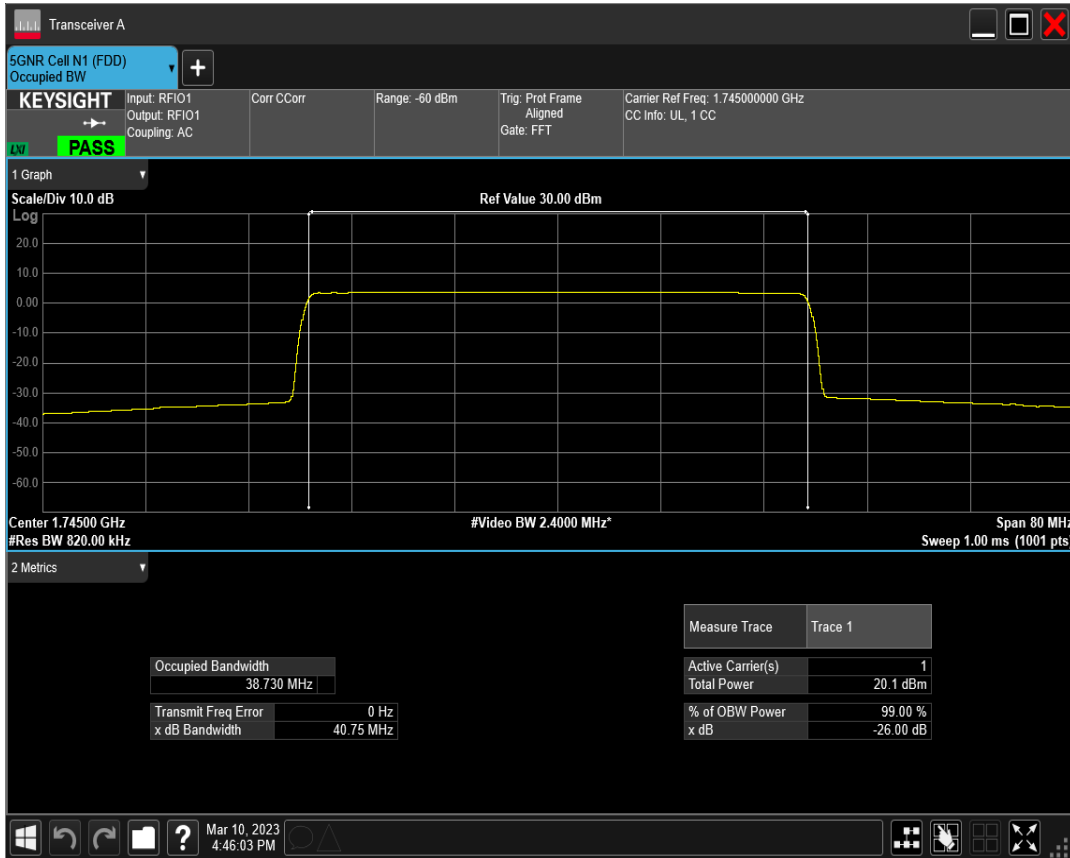 Transceiver A
5GNR Cell N1 (FDD)
Occupied BW
+
KEYSIGHT
LXI
PASS
Input: RFIO1
Output: RFIO1
Coupling: AC
Corr CCorr
Range: -60 dBm
Trig: Prot Frame
Aligned
Gate: FFT
Carrier Ref Freq: 1.745000000 GHz
CC Info: UL, 1 CC
1 Graph
Scale/Div 10.0 dB
Ref Value 30.00 dBm
Log
20.0
10.0
0.00
-10.0
-20.0
-30.0
-40.0
-50.0
-60.0
Center 1.74500 GHz
#Video BW 2.4000 MHz*
Span 80 MHz
#Res BW 820.00 kHz
Sweep 1.00 ms (1001 pts)
2 Metrics
Measure Trace Trace 1
Occupied Bandwidth
38.730 MHz
Active Carrier(s) 1
Total Power 20.1 dBm
Transmit Freq Error 0 Hz
x dB Bandwidth 40.75 MHz
% of OBW Power 99.00 %
x dB -26.00 dB
?
Mar 10, 2023
4:46:03 PM